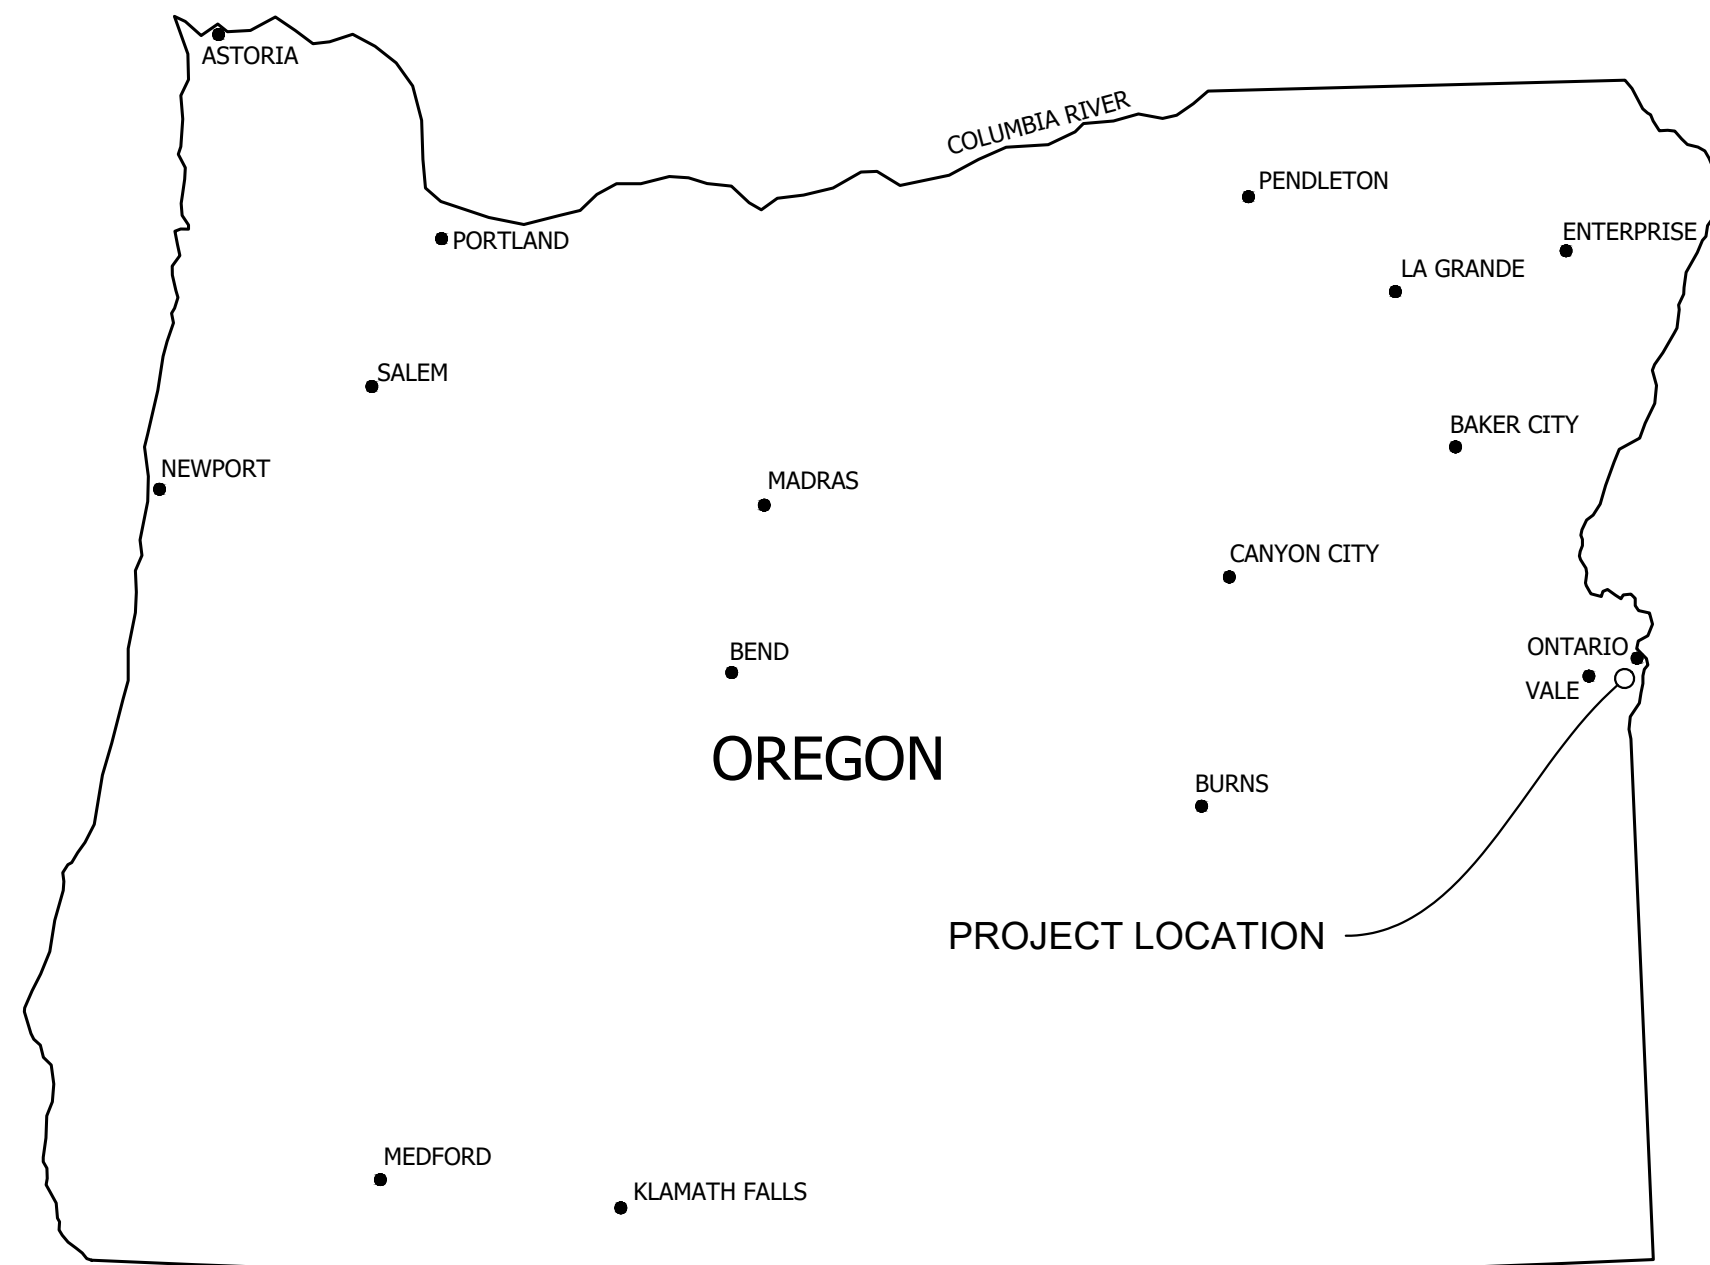 ASTORIA
COLUMBIA RIVER
PENDLETON
ENTERPRISE
PORTLAND
LA GRANDE
SALEM
BAKER CITY
NEWPORT
MADRAS
CANYON CITY
ONTARIO
BEND
VALE
OREGON
BURNS
PROJECT LOCATION
MEDFORD
KLAMATH FALLS